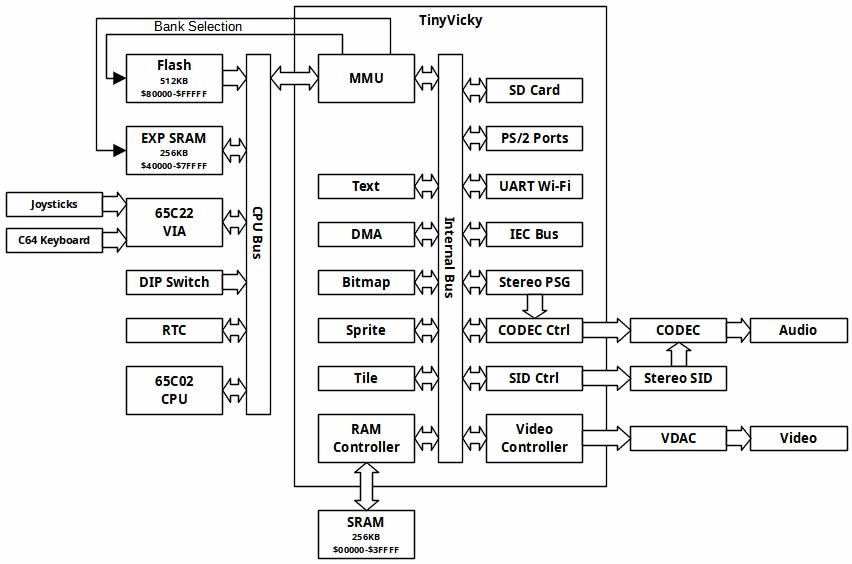 TinyVicky
Bank Selection
Flash
512KB
$80000-$FFFFF
MMU
SD Card
EXP SRAM
256KB
$40000-$7FFFF
PS/2 Ports
Joysticks
C64 Keyboard
65C22
VIA
CPU Bus
Text
Internal Bus
UART Wi-Fi
DMA
IEC Bus
DIP Switch
Bitmap
Stereo PSG
RTC
Sprite
CODEC Ctrl
CODEC
Audio
65C02
CPU
Tile
SID Ctrl
Stereo SID
RAM
Controller
Video
Controller
VDAC
Video
SRAM
256KB
$00000-$3FFFF